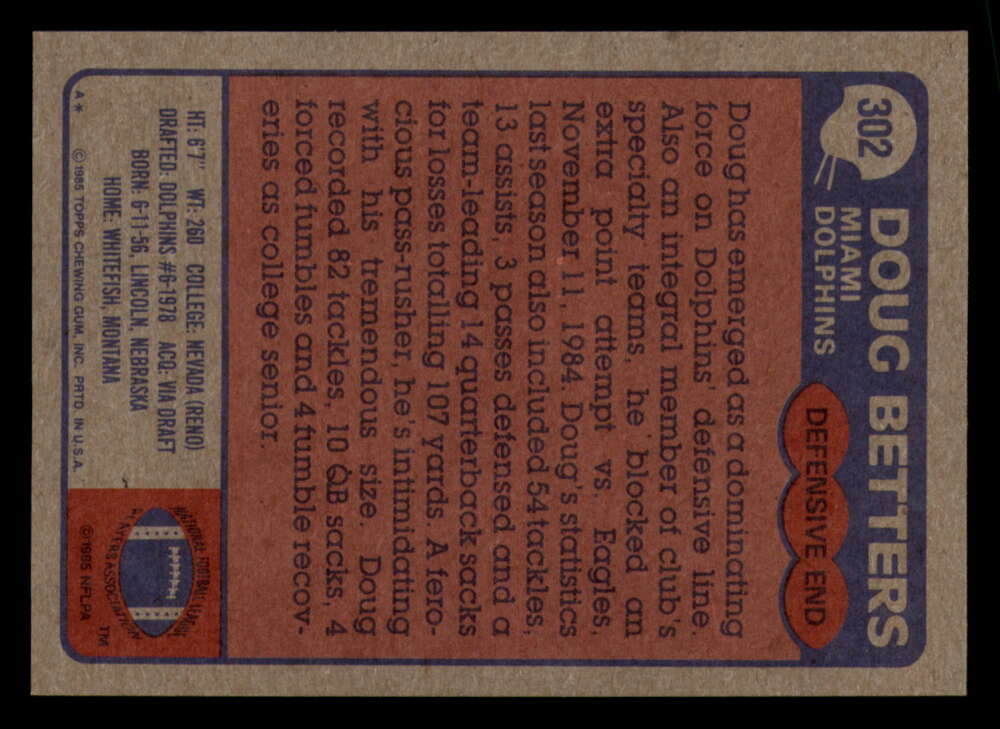 302
DOUG BETTERS
MIAMI
DOLPHINS
DEFENSIVE END
Doug has emerged as a dominating
force on Dolphins' defensive line.
Also an integral member of club's
specialty teams, he blocked an
extra point attempt vs. Eagles,
November 11, 1984. Doug's statistics
last season also included 54 tackles,
13 assists, 3 passes defensed and a
team-leading 14 quarterback sacks
for losses totalling 107 yards. A fero-
cious pass-rusher, he's intimidating
with his tremendous size. Doug
recorded 82 tackles, 10 QB sacks, 4
forced fumbles and 4 fumble recov-
eries as college senior.
HT: 6'7" WT: 260 COLLEGE: NEVADA (RENO)
DRAFTED: DOLPHINS #6-1978 ACQ: VIA DRAFT
BORN: 6-11-56, LINCOLN, NEBRASKA
HOME: WHITEFISH, MONTANA
A* © 1985 TOPPS CHEWING GUM, INC. PRTD. IN U.S.A.
NATIONAL FOOTBALL LEAGUE
PLAYERS ASSOCIATION
TM
© 1985 NFLPA